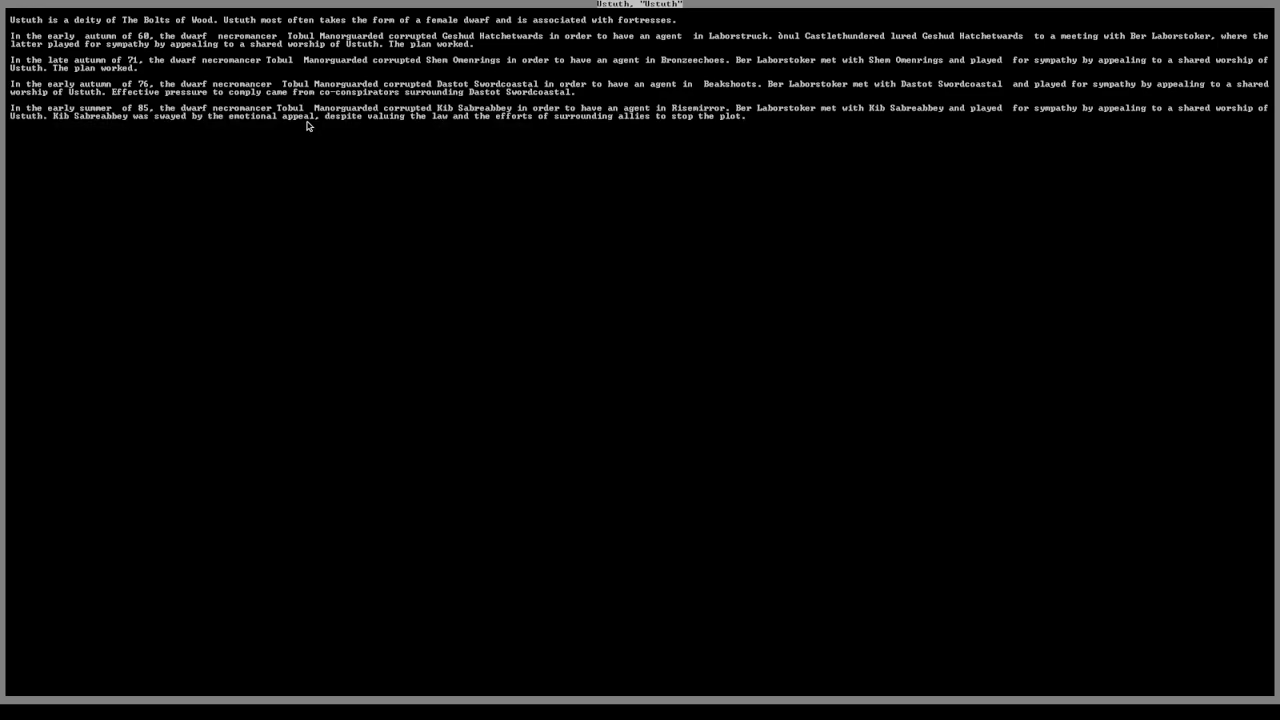 Ustuth, "Ustuth"
Ustuth is a deity of The Bolts of Wood. Ustuth most often takes the form of a female dwarf and is associated with fortresses.
In the early autumn of 60, the dwarf necromancer Tobul Manorguarded corrupted Geshud Hatchetwards in order to have an agent in Laborstruck. ònul Castlethundered lured Geshud Hatchetwards to a meeting with Ber Laborstoker, where the
latter played for sympathy by appealing to a shared worship of Ustuth. The plan worked.
In the late autumn of 71, the dwarf necromancer Tobul Manorguarded corrupted Shem Omenrings in order to have an agent in Bronzeechoes. Ber Laborstoker met with Shem Omenrings and played for sympathy by appealing to a shared worship of
Ustuth. The plan worked.
In the early autumn of 76, the dwarf necromancer Tobul Manorguarded corrupted Dastot Swordcoastal in order to have an agent in Beakshoots. Ber Laborstoker met with Dastot Swordcoastal and played for sympathy by appealing to a shared
worship of Ustuth. Effective pressure to comply came from co-conspirators surrounding Dastot Swordcoastal.
In the early summer of 85, the dwarf necromancer Tobul Manorguarded corrupted Kib Sabreabbey in order to have an agent in Risemirror. Ber Laborstoker met with Kib Sabreabbey and played for sympathy by appealing to a shared worship of
Ustuth. Kib Sabreabbey was swayed by the emotional appeal, despite valuing the law and the efforts of surrounding allies to stop the plot.